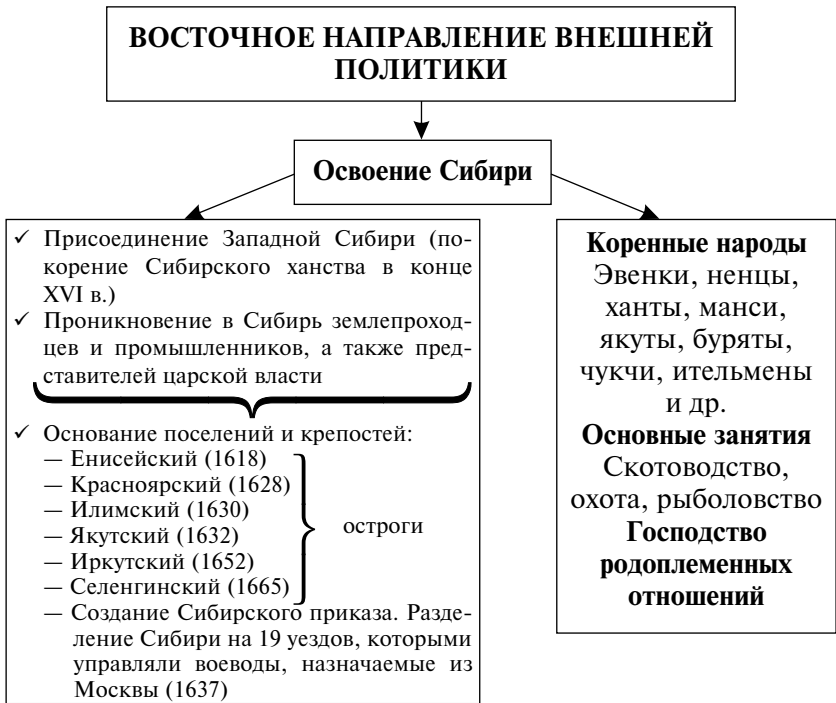 ВОСТОЧНОЕ НАПРАВЛЕНИЕ ВНЕШНЕЙ
ПОЛИТИКИ
Освоение Сибири
✓ Присоединение Западной Сибири (по-
корение Сибирского ханства в конце
XVI в.)
✓ Проникновение в Сибирь землепроход-
цев и промышленников, а также пред-
ставителей царской власти
✓ Основание поселений и крепостей:
— Енисейский (1618)
— Красноярский (1628)
— Илимский (1630)
— Якутский (1632)
— Иркутский (1652)
— Селенгинский (1665)
остроги
— Создание Сибирского приказа. Разде-
ление Сибири на 19 уездов, которыми
управляли воеводы, назначаемые из
Москвы (1637)
Коренные народы
Эвенки, ненцы,
ханты, манси,
якуты, буряты,
чукчи, ительмены
и др.
Основные занятия
Скотоводство,
охота, рыболовство
Господство
родоплеменных
отношений